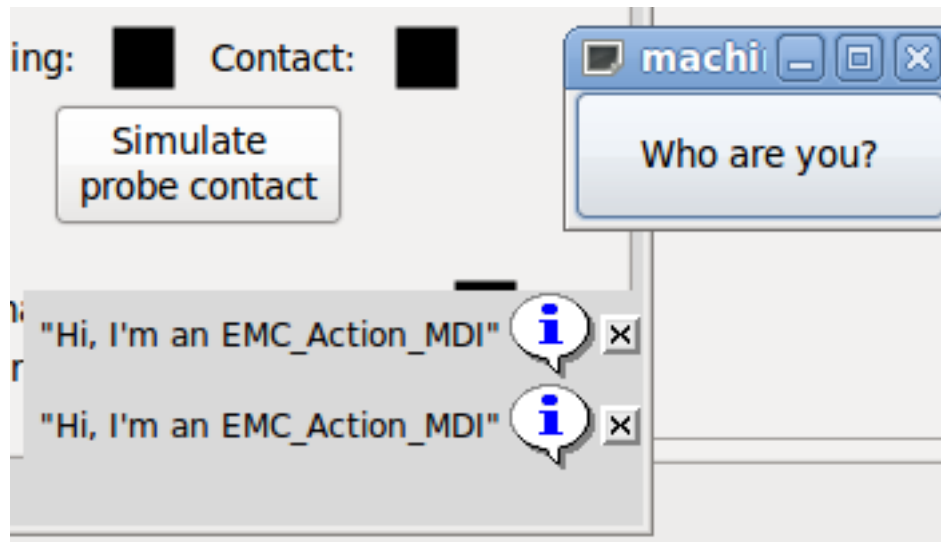 ing: Contact:
machi
Simulate
probe contact
Who are you?
"Hi, I'm an EMC_Action_MDI" i
"Hi, I'm an EMC_Action_MDI" i